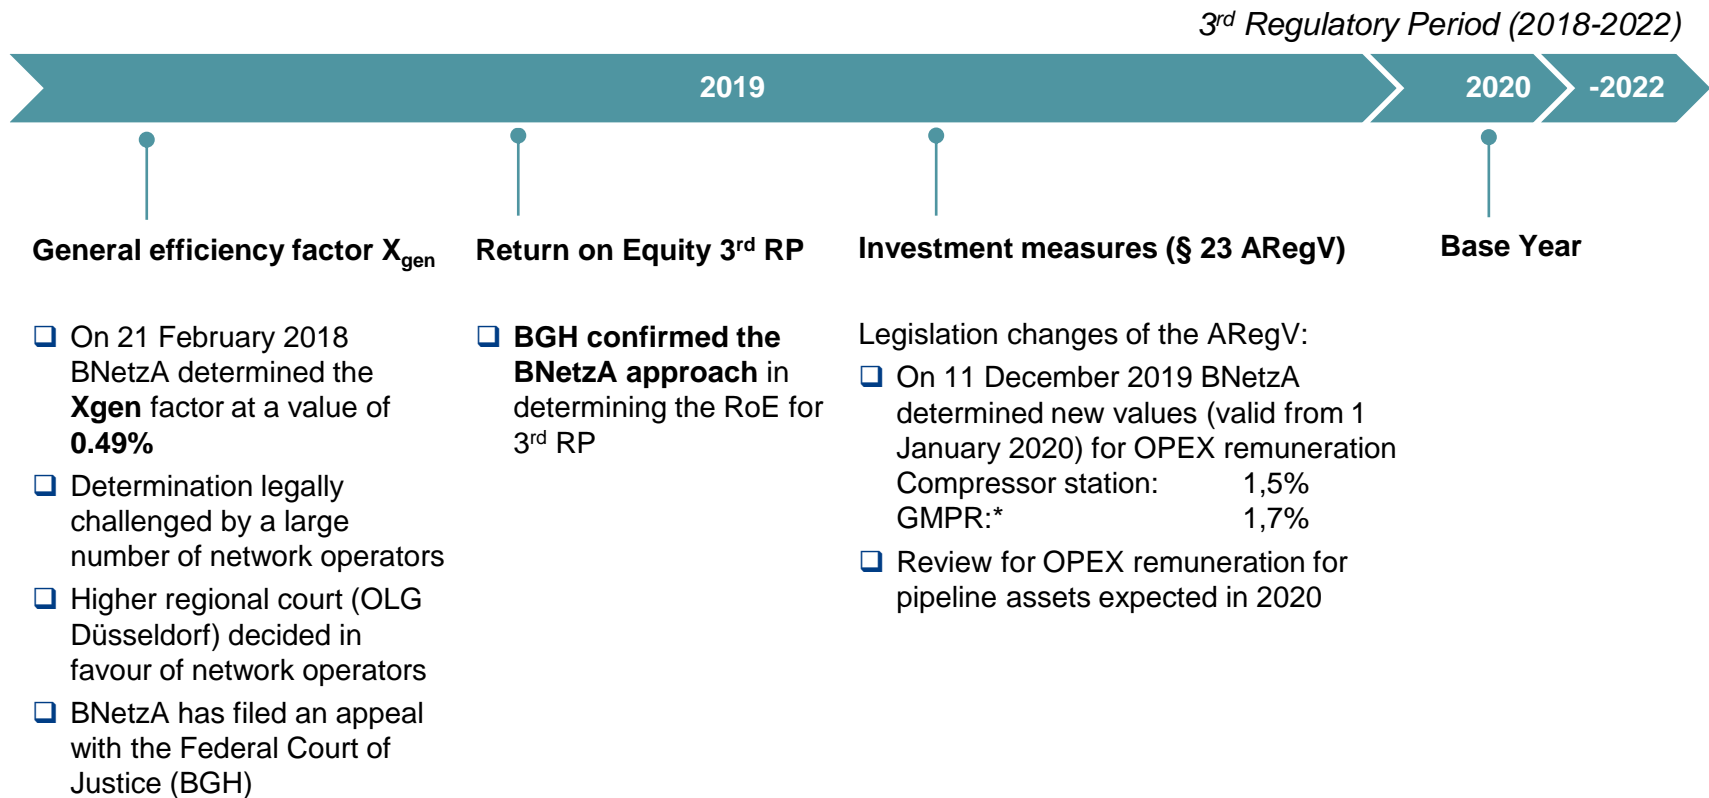 3rd Regulatory Period (2018-2022)
2019
2020
-2022
General efficiency factor Xgen
❑ On 21 February 2018
BNetzA determined the
Xgen factor at a value of
0.49%
❑ Determination legally
challenged by a large
number of network operators
❑ Higher regional court (OLG
Düsseldorf) decided in
favour of network operators
❑ BNetzA has filed an appeal
with the Federal Court of
Justice (BGH)
Return on Equity 3rd RP
❑ BGH confirmed the
BNetzA approach in
determining the RoE for
3rd RP
Investment measures (§ 23 ARegV)
Legislation changes of the ARegV:
❑ On 11 December 2019 BNetzA
determined new values (valid from 1
January 2020) for OPEX remuneration
Compressor station: 1,5%
GMPR:* 1,7%
❑ Review for OPEX remuneration for
pipeline assets expected in 2020
Base Year